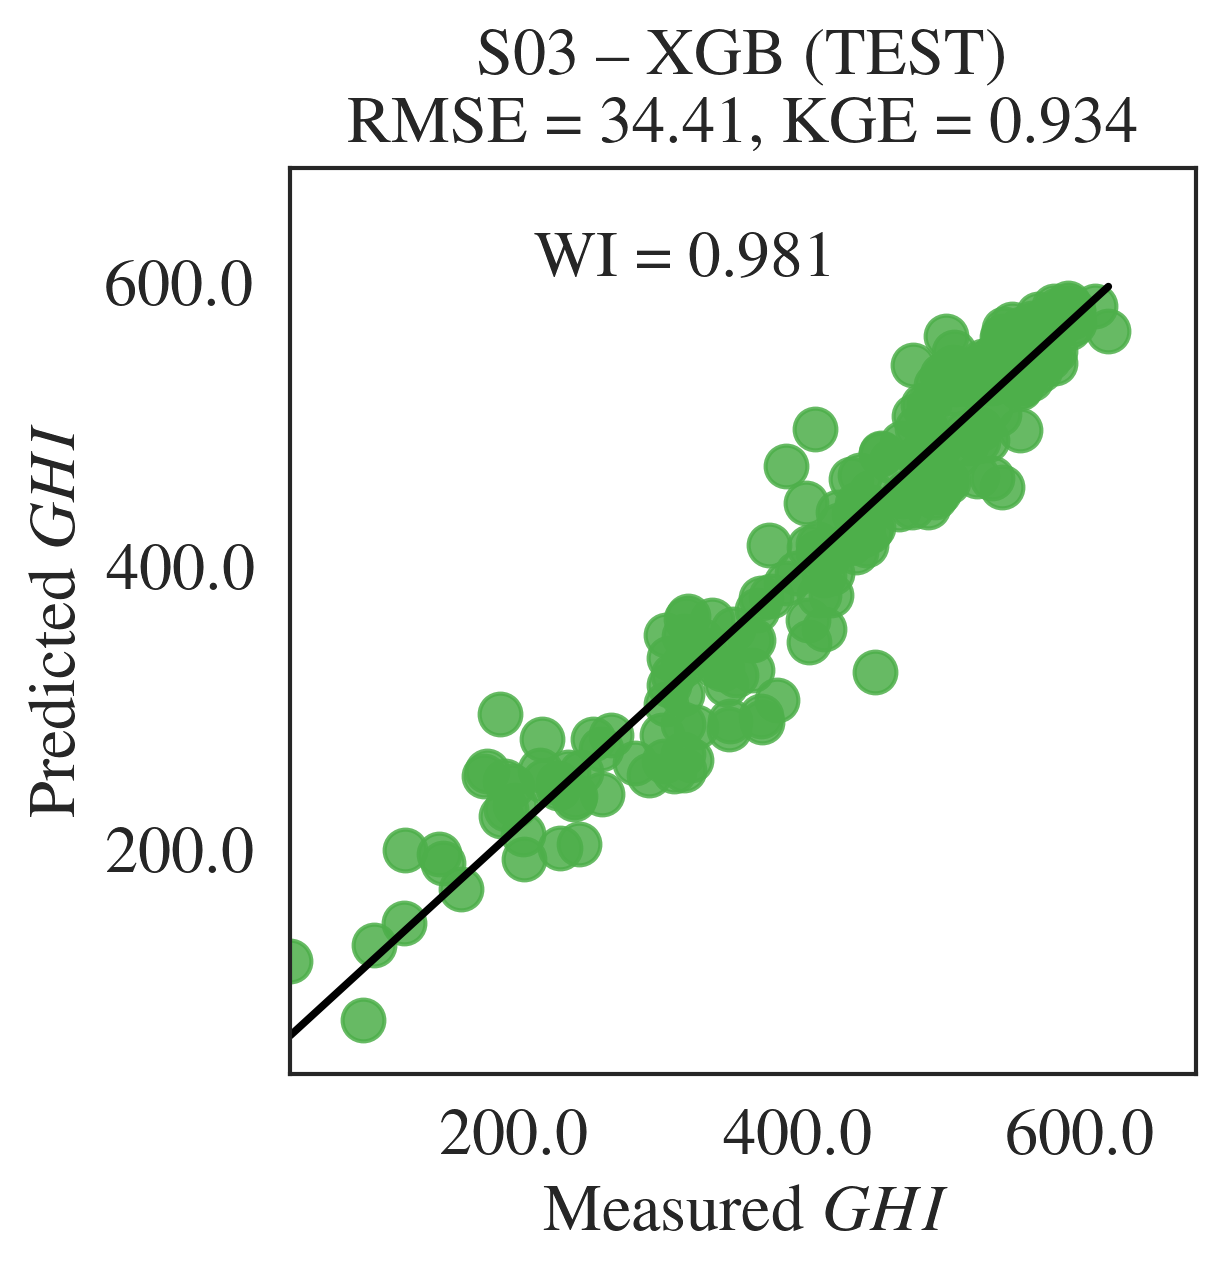 S03 – XGB (TEST)
RMSE = 34.41, KGE = 0.934
WI = 0.981
600.0
400.0
200.0
Predicted GHI
200.0 400.0 600.0
Measured GHI